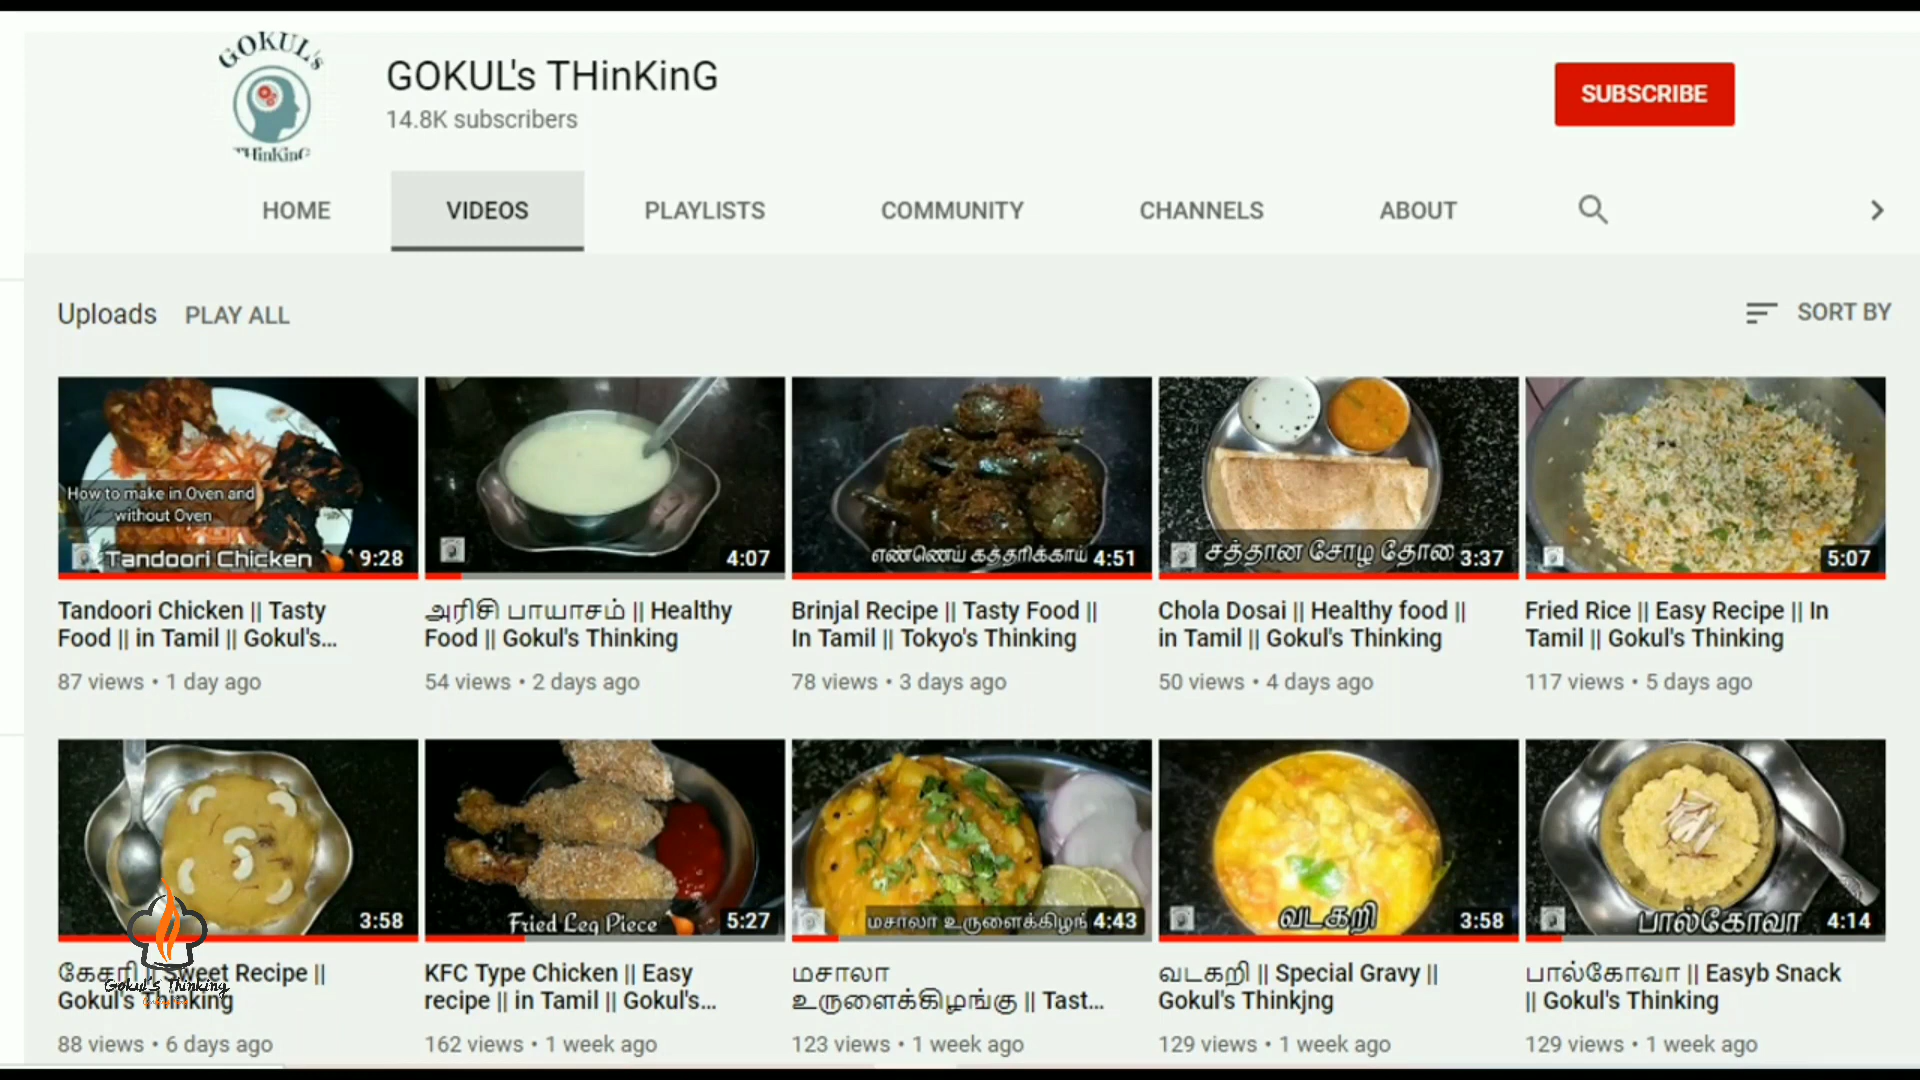 GOKUL's
THinKinG
GOKUL's THinKinG
14.8K subscribers
SUBSCRIBE
HOME VIDEOS PLAYLISTS COMMUNITY CHANNELS ABOUT
Uploads PLAY ALL SORT BY
How to make in Oven and
without Oven
Tandoori Chicken 9:28
4:07
எண்ணெய் கத்தரிக்காய் 4:51
சத்தான சோழ தோசை 3:37
5:07
Tandoori Chicken || Tasty
Food || in Tamil || Gokul's...
87 views • 1 day ago
அரிசி பாயாசம் || Healthy
Food || Gokul's Thinking
54 views • 2 days ago
Brinjal Recipe || Tasty Food ||
In Tamil || Tokyo's Thinking
78 views • 3 days ago
Chola Dosai || Healthy food ||
in Tamil || Gokul's Thinking
50 views • 4 days ago
Fried Rice || Easy Recipe || In
Tamil || Gokul's Thinking
117 views • 5 days ago
3:58
Fried Leg Piece 5:27
மசாலா உருளைக்கிழங் 4:43
வடகறி 3:58
பால்கோவா 4:14
கேசரி || Sweet Recipe ||
Gokul's Thinking
88 views • 6 days ago
Gokul's Thinking
KFC Type Chicken || Easy
recipe || in Tamil || Gokul's...
162 views • 1 week ago
மசாலா
உருளைக்கிழங்கு || Tast...
123 views • 1 week ago
வடகறி || Special Gravy ||
Gokul's Thinkjng
129 views • 1 week ago
பால்கோவா || Easyb Snack
|| Gokul's Thinking
129 views • 1 week ago